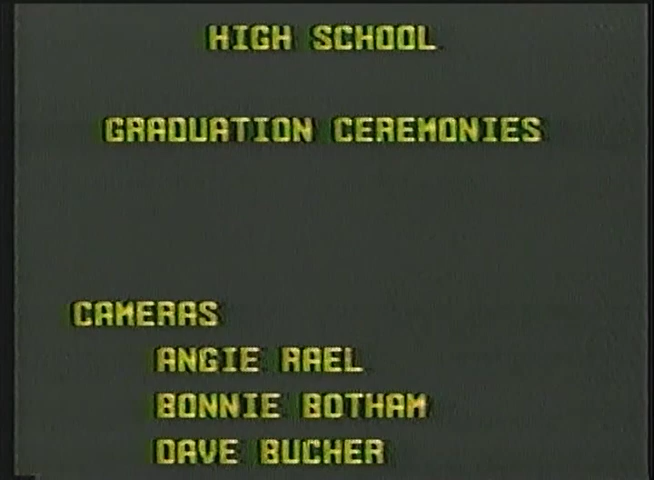 HIGH SCHOOL
GRADUATION CEREMONIES
CAMERAS
ANGIE RAEL
BONNIE BOTHAM
DAVE BUCHER